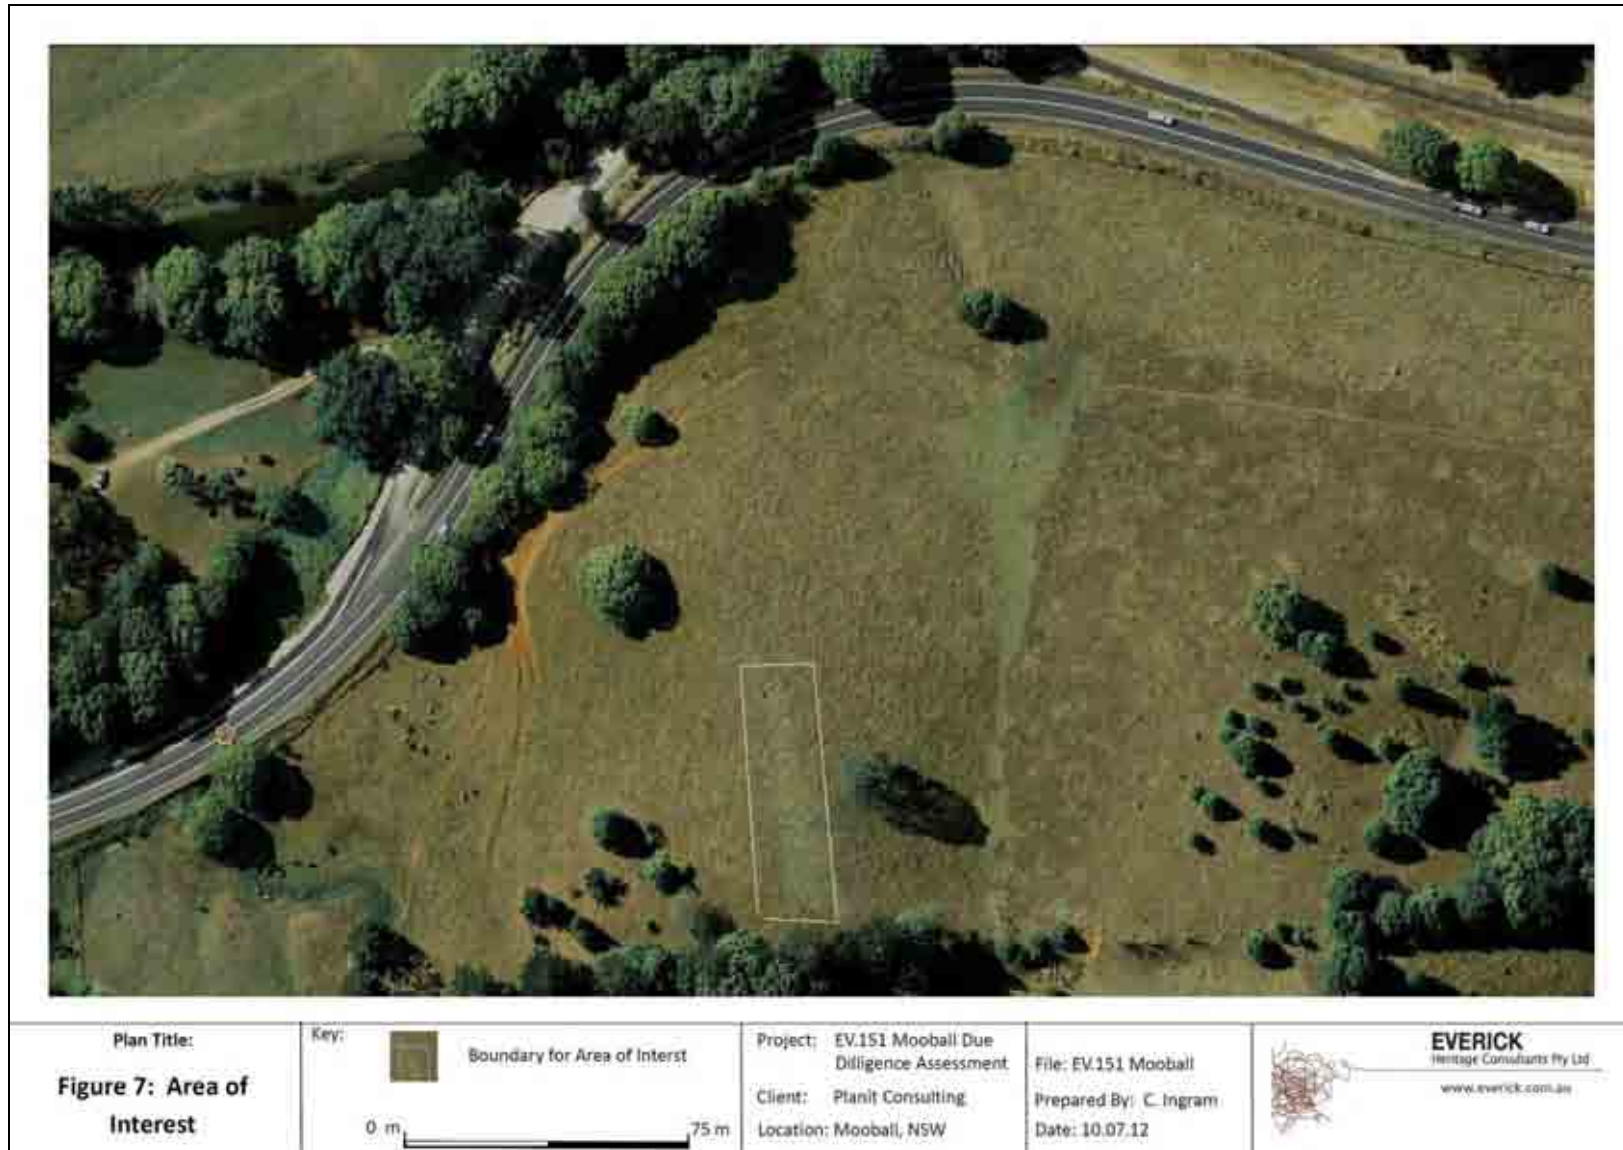 Plan Title:
Figure 7: Area of
Interest
Key:
Boundary for Area of Interst
0 m
75 m
Project: EV.151 Mooball Due
Dilligence Assessment
Client: Planit Consulting
Location: Mooball, NSW
File: EV.151 Mooball
Prepared By: C. Ingram
Date: 10.07.12
EVERICK
Heritage Consultants Pty Ltd
www.everick.com.au